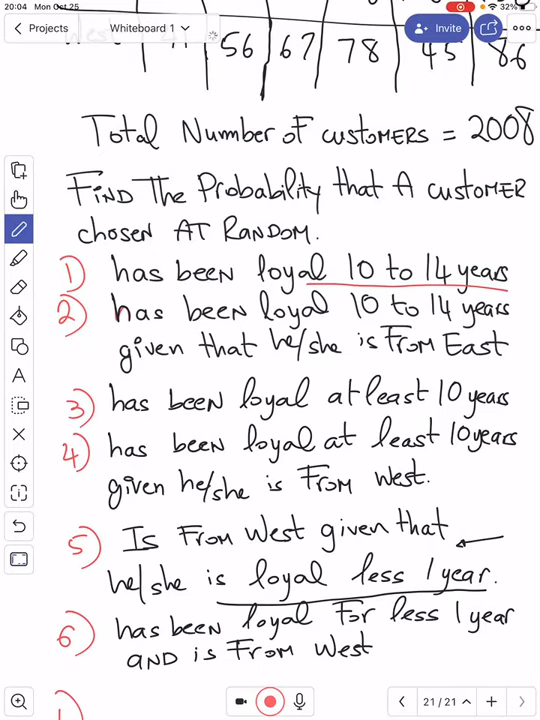 20:04 Mon Oct 25
32%
Projects Whiteboard 1 Invite
56 67 78 45 86
Total Number of customers = 2008
Find The Probability that A customer
chosen AT RANDOM.
1) has been loyal 10 to 14 years
2) has been loyal 10 to 14 years
given that he/she is From East
3) has been loyal at least 10 years
4) has been loyal at least 10 years
given he/she is From West.
5) Is From West given that
he/she is loyal less 1 year.
6) has been loyal For less 1 year
AND is From West
A
21/21